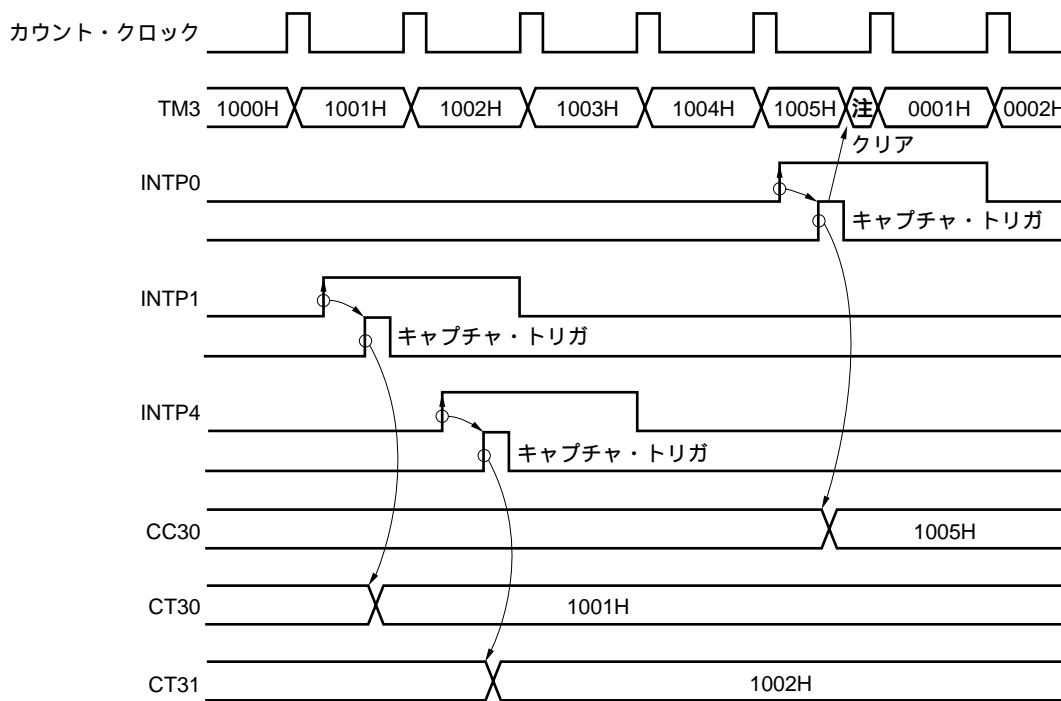 カウント・クロック
TM3 1000H 1001H 1002H 1003H 1004H 1005H 注 0001H 0002H
クリア
INTP0
キャプチャ・トリガ
INTP1
キャプチャ・トリガ
INTP4
キャプチャ・トリガ
CC30 1005H
CT30 1001H
CT31 1002H